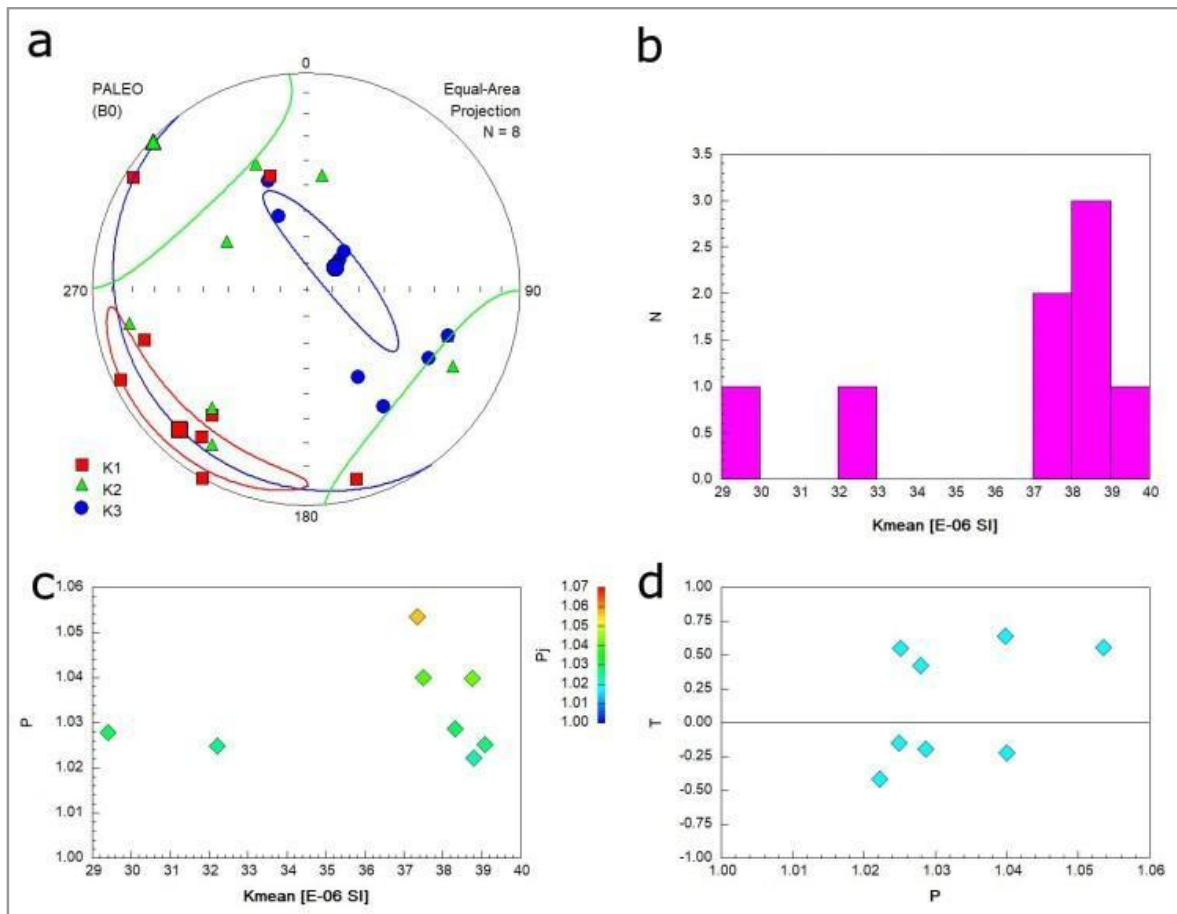 a
0
PALEO
(B0)
Equal-Area
Projection
N = 8
270
90
180
K1
K2
K3
b
3.5
3.0
2.5
2.0
1.5
1.0
0.5
0.0
N
29 30 31 32 33 34 35 36 37 38 39 40
Kmean [E-06 SI]
c
1.06
1.05
1.04
1.03
1.02
1.01
1.00
P
29 30 31 32 33 34 35 36 37 38 39 40
Kmean [E-06 SI]
Pj
1.07
1.06
1.05
1.04
1.03
1.02
1.00
d
1.00
0.75
0.50
0.25
0.00
-0.25
-0.50
-0.75
-1.00
T
1.00 1.01 1.02 1.03 1.04 1.05 1.06
P